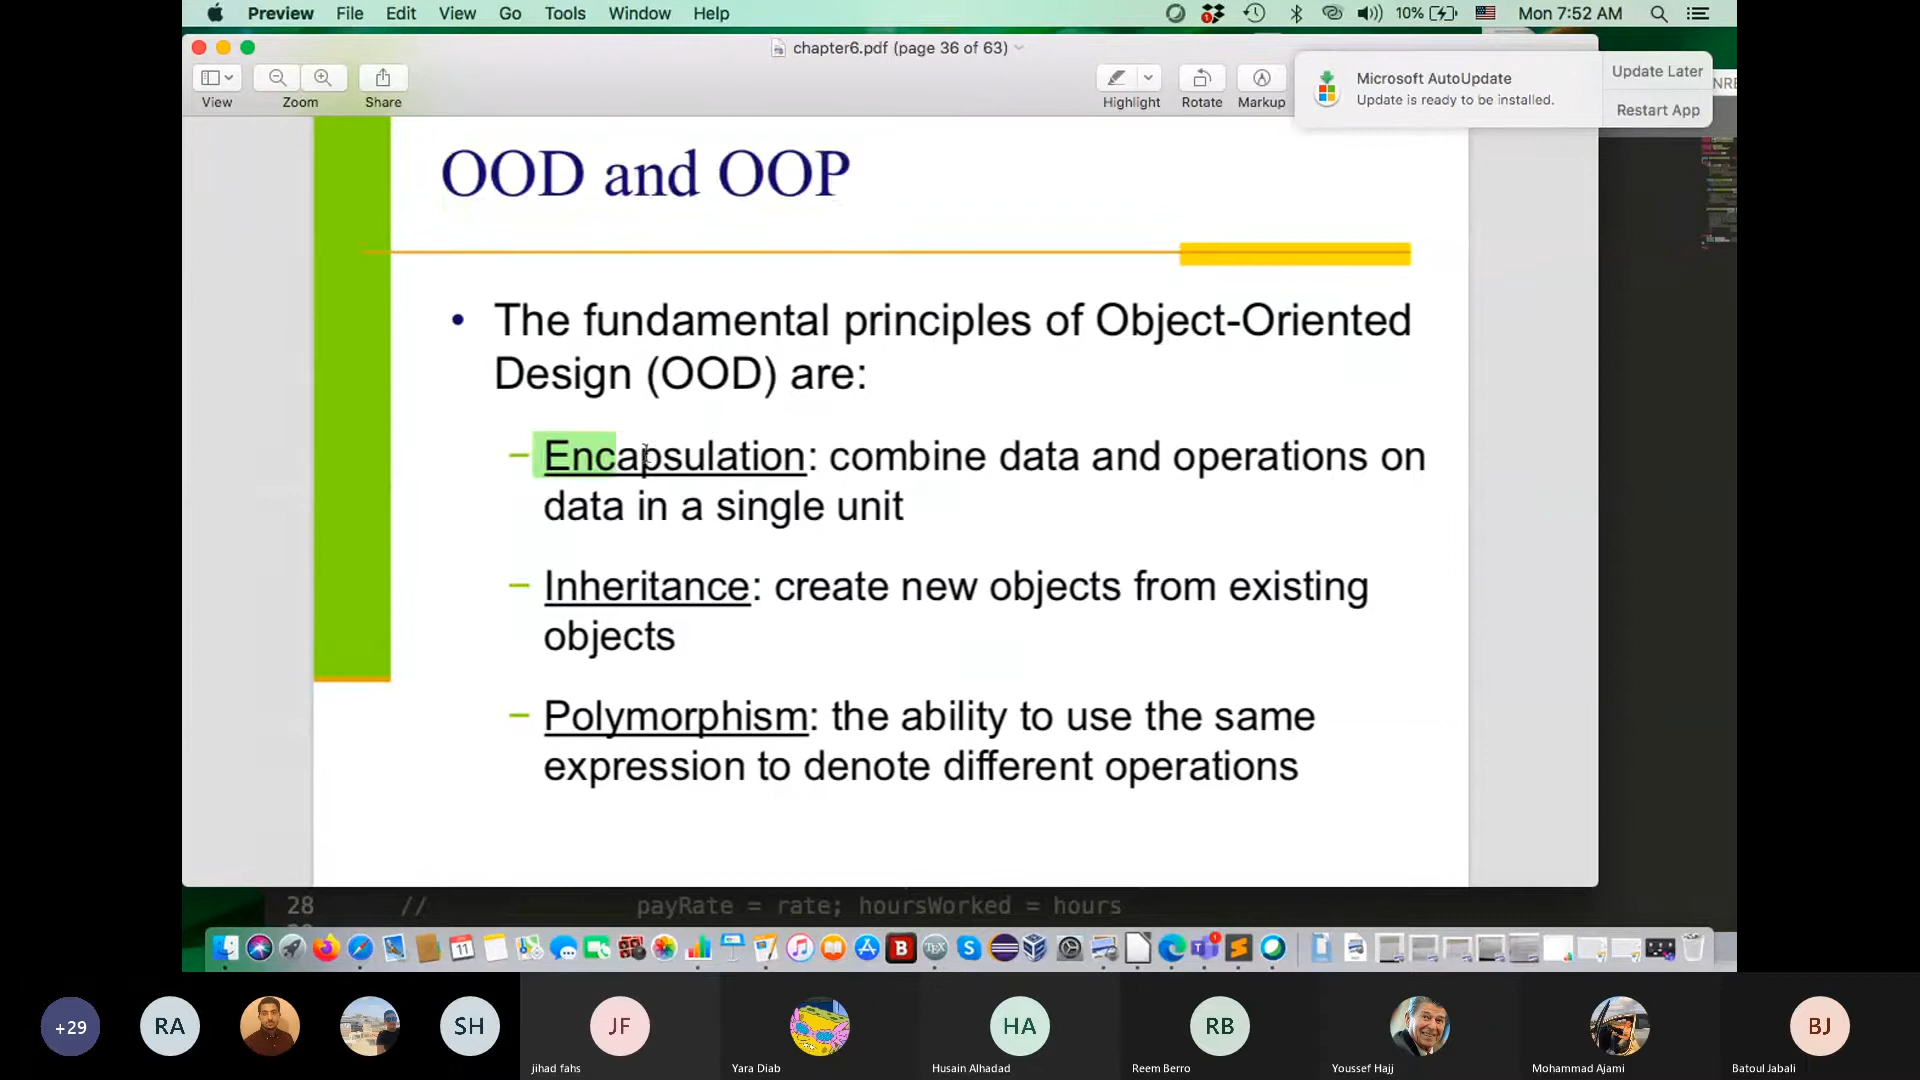 Preview File Edit View Go Tools Window Help 10% Mon 7:52 AM
chapter6.pdf (page 36 of 63)
View Zoom Share Highlight Rotate Markup
Microsoft AutoUpdate
Update is ready to be installed.
Update Later
Restart App
OOD and OOP
• The fundamental principles of Object-Oriented
Design (OOD) are:
– Encapsulation: combine data and operations on
data in a single unit
– Inheritance: create new objects from existing
objects
– Polymorphism: the ability to use the same
expression to denote different operations
28 // payRate = rate; hoursWorked = hours
+29 RA SH JF HA RB BJ
jihad fahs Yara Diab Husain Alhadad Reem Berro Youssef Hajj Mohammad Ajami Batoul Jabali